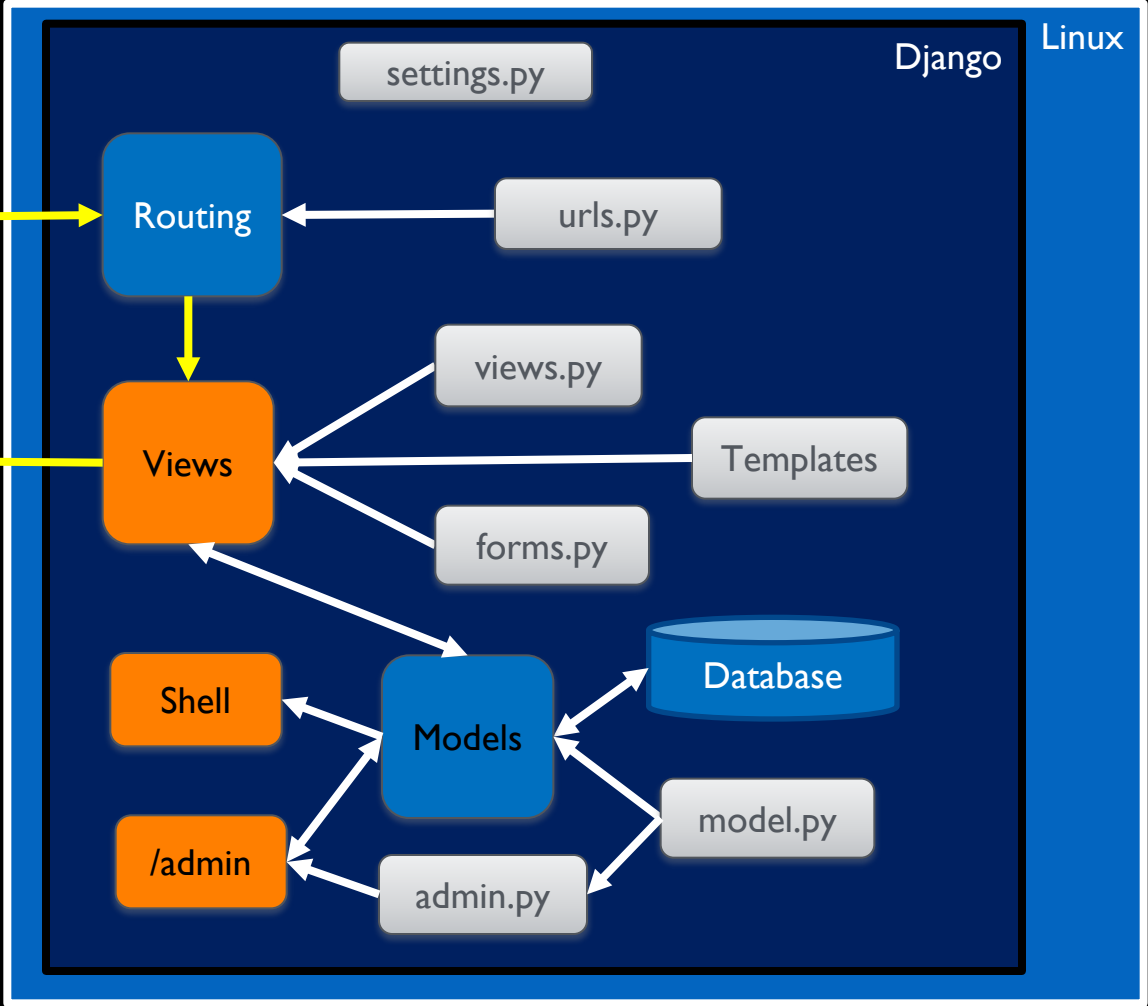 Linux
Django
settings.py
Routing
urls.py
views.py
Views
Templates
forms.py
Database
Shell
Models
model.py
/admin
admin.py